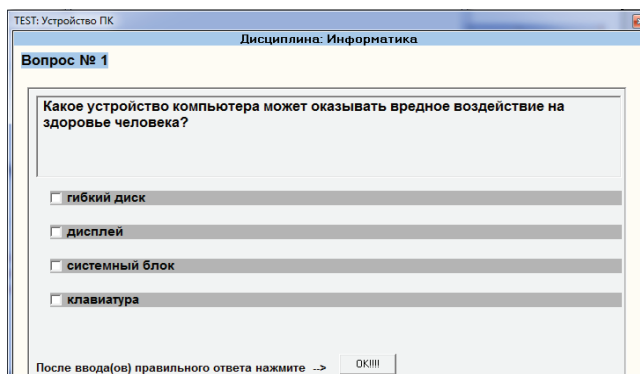 TEST: Устройство ПК
Дисциплина: Информатика
Вопрос № 1
Какое устройство компьютера может оказывать вредное воздействие на
здоровье человека?
гибкий диск
дисплей
системный блок
клавиатура
После ввода(ов) правильного ответа нажмите --> OK!!!!